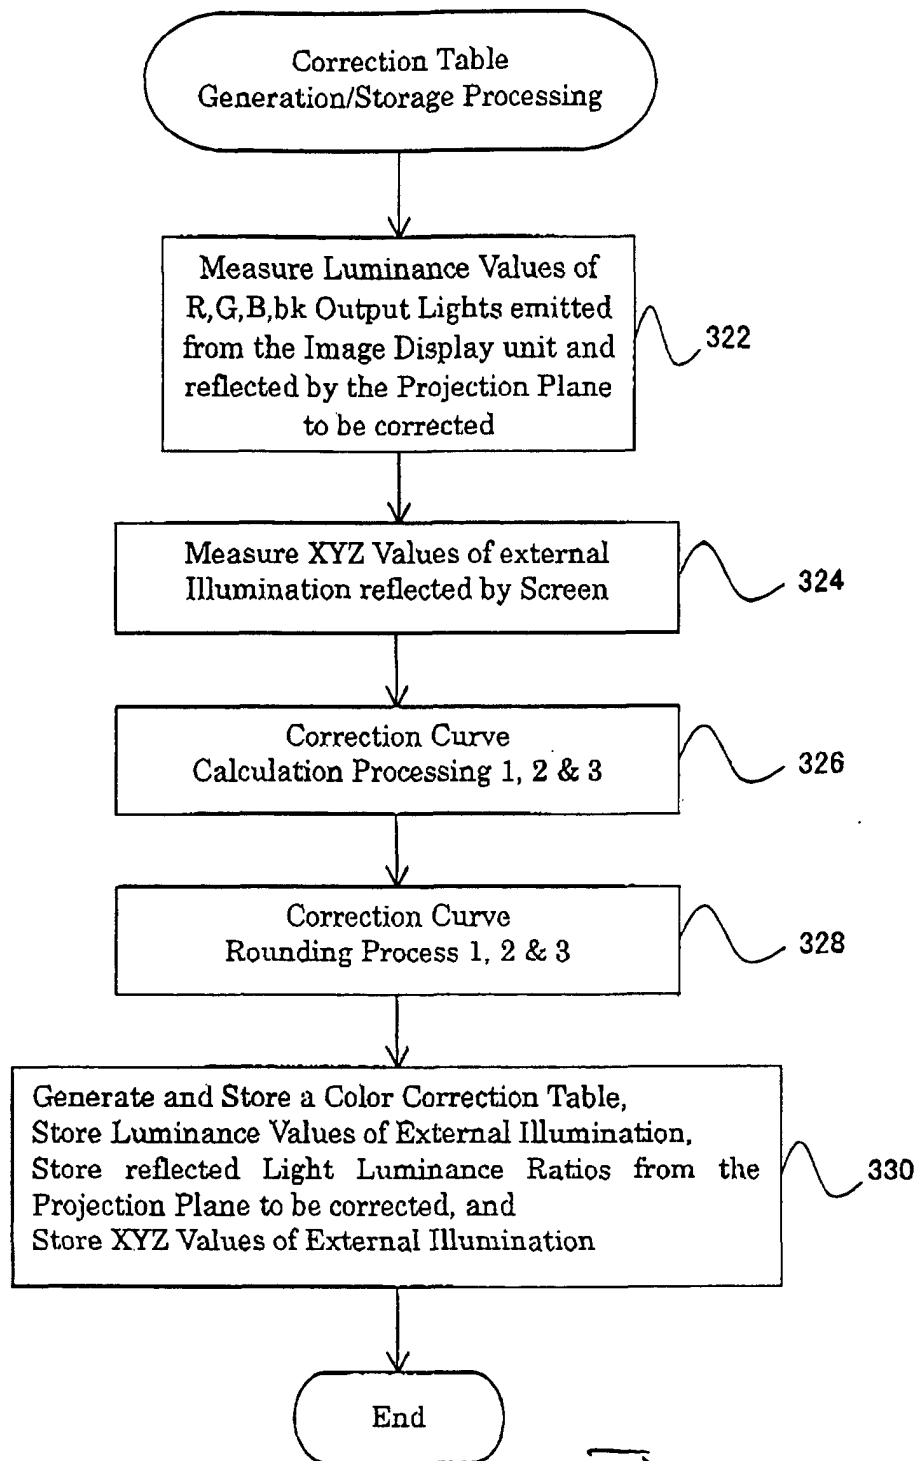 Correction Table
Generation/Storage Processing
Measure Luminance Values of
R,G,B,bk Output Lights emitted
from the Image Display unit and
reflected by the Projection Plane
to be corrected
322
Measure XYZ Values of external
Illumination reflected by Screen
324
Correction Curve
Calculation Processing 1, 2 & 3
326
Correction Curve
Rounding Process 1, 2 & 3
328
Generate and Store a Color Correction Table,
Store Luminance Values of External Illumination,
Store reflected Light Luminance Ratios from the
Projection Plane to be corrected, and
Store XYZ Values of External Illumination
330
End